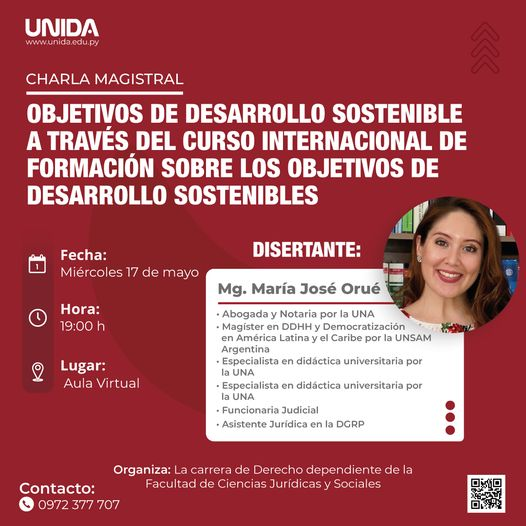 UNIDA
www.unida.edu.py
CHARLA MAGISTRAL
OBJETIVOS DE DESARROLLO SOSTENIBLE
A TRAVÉS DEL CURSO INTERNACIONAL DE
FORMACIÓN SOBRE LOS OBJETIVOS DE
DESARROLLO SOSTENIBLES
Fecha:
Miércoles 17 de mayo
1
Hora:
19:00 h
Lugar:
Aula Virtual
DISERTANTE:
Mg. María José Orué
• Abogada y Notaria por la UNA
• Magíster en DDHH y Democratización
en América Latina y el Caribe por la UNSAM
Argentina
• Especialista en didáctica universitaria por
la UNA
• Especialista en didáctica universitaria por
la UNA
• Funcionaria Judicial
• Asistente Jurídica en la DGRP
Organiza: La carrera de Derecho dependiente de la
Facultad de Ciencias Jurídicas y Sociales
Contacto:
0972 377 707